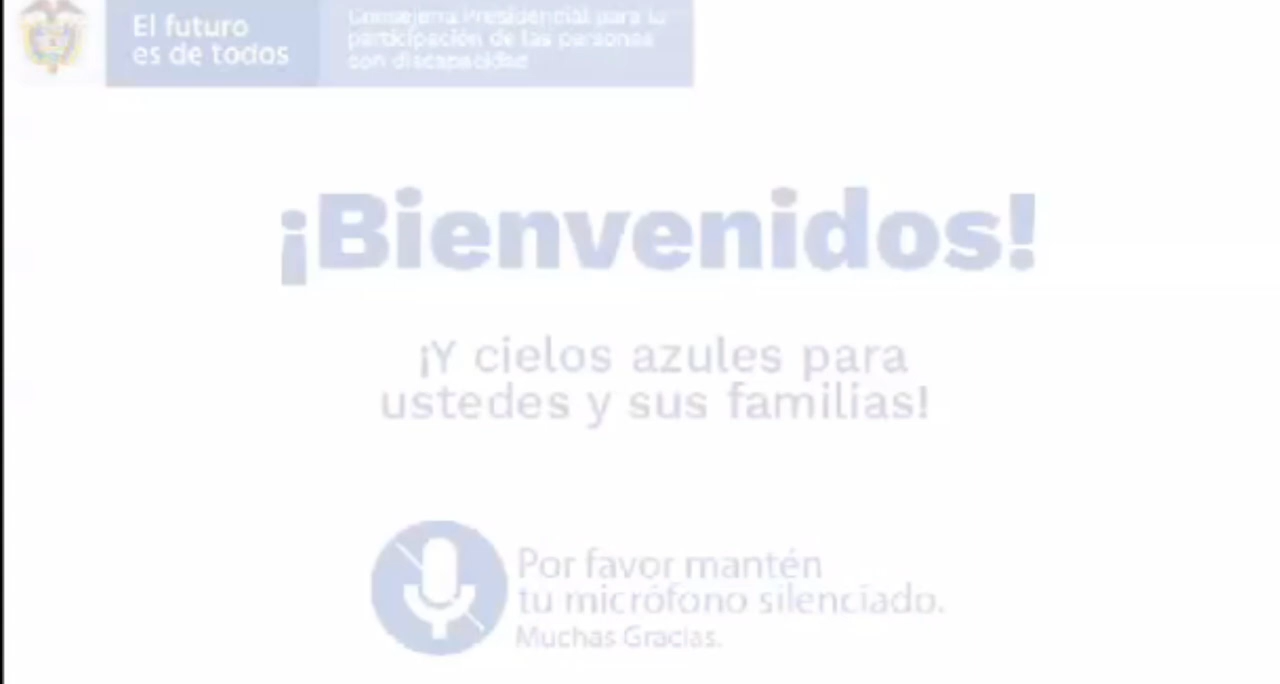 El futuro
es de todos
Consejería Presidencial para la
participación de las personas
con discapacidad
¡Bienvenidos!
¡Y cielos azules para
ustedes y sus familias!
Por favor mantén
tu micrófono silenciado.
Muchas Gracias.